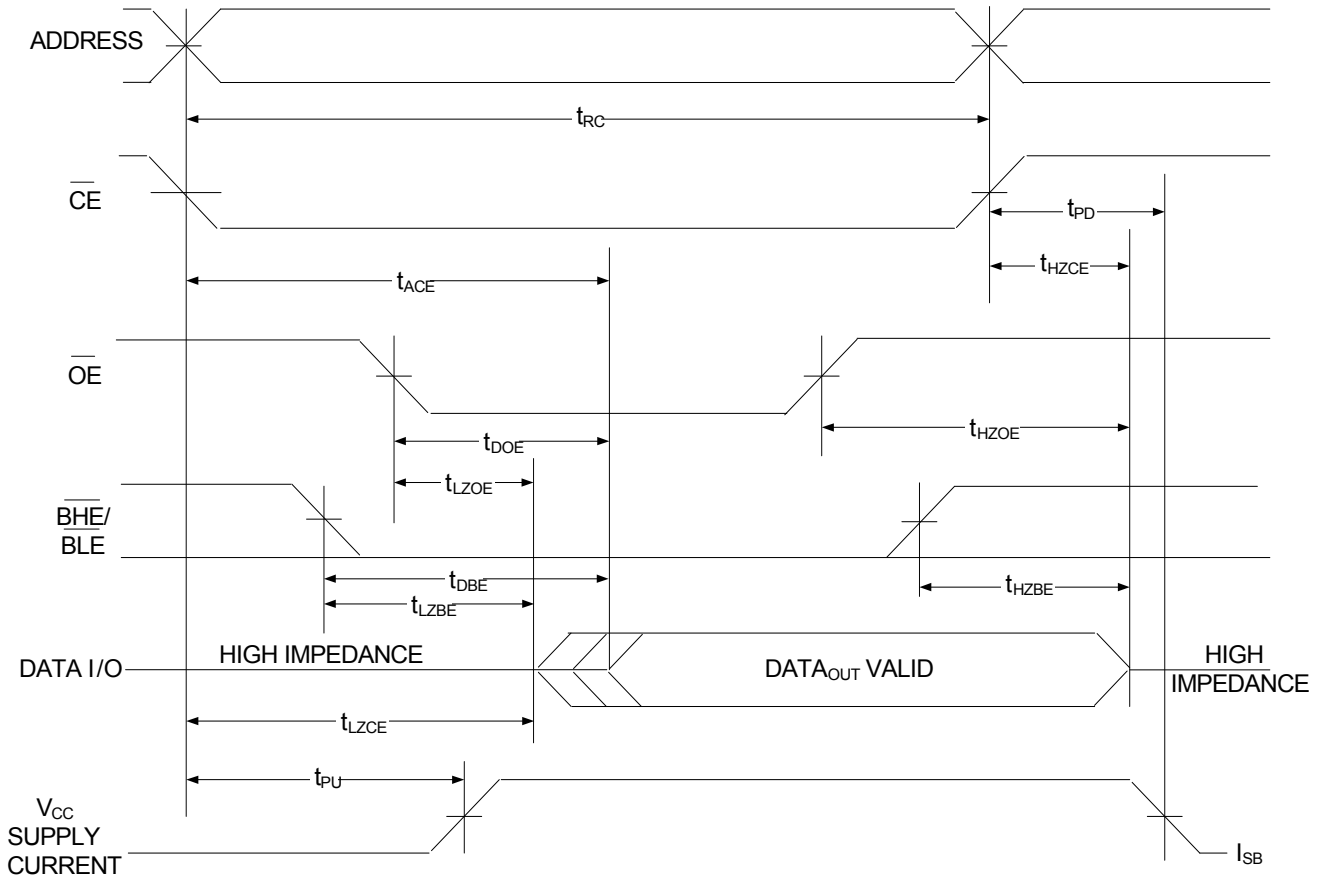 ADDRESS
tRC
CE
tPD
tHZCE
tACE
OE
tHZOE
tDOE
tLZOE
BHE/
BLE
tDBE
tHZBE
tLZBE
HIGH IMPEDANCE
DATA I/O
DATAOUT VALID
HIGH
IMPEDANCE
tLZCE
tPU
VCC
SUPPLY
CURRENT
ISB